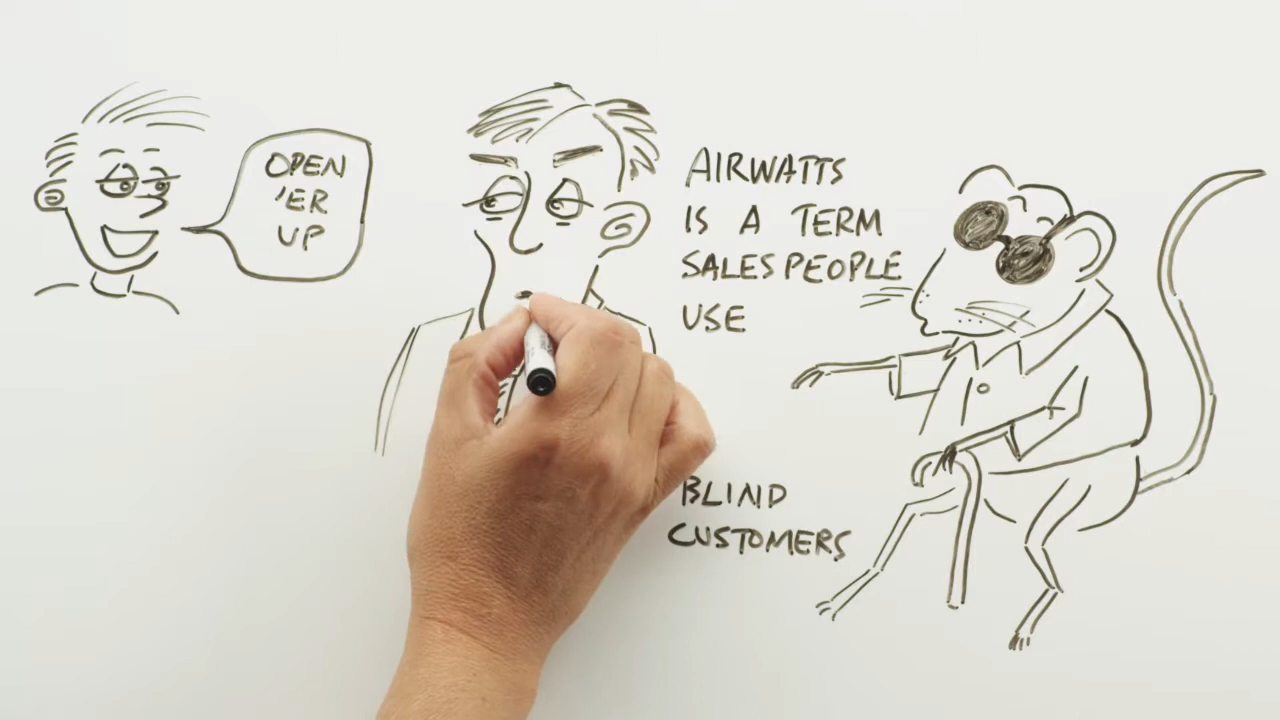 OPEN
'ER
UP
AIRWATTS
IS A TERM
SALESPEOPLE
USE
BLIND
CUSTOMERS